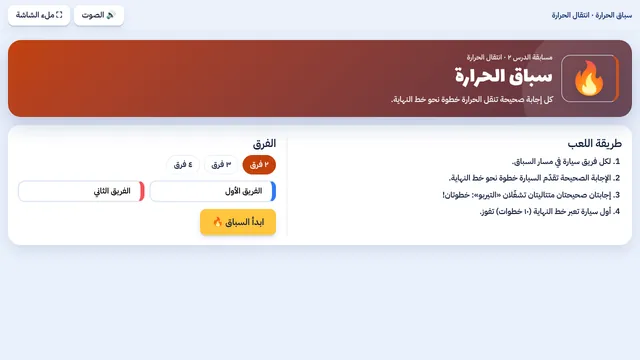 سباق الحرارة · انتقال الحرارة
🔊 الصوت
⛶ ملء الشاشة
مسابقة الدرس ٢ · انتقال الحرارة
سباق الحرارة
كل إجابة صحيحة تنقل الحرارة خطوة نحو خط النهاية.
طريقة اللعب
1. لكل فريق سيارة في مسار السباق.
2. الإجابة الصحيحة تقدّم السيارة خطوة نحو خط النهاية.
3. إجابتان صحيحتان متتاليتان تشغّلان «التيربو»: خطوتان!
4. أول سيارة تعبر خط النهاية (١٠ خطوات) تفوز.
الفرق
٢ فرق
٣ فرق
٤ فرق
الفريق الأول
الفريق الثاني
ابدأ السباق 🔥